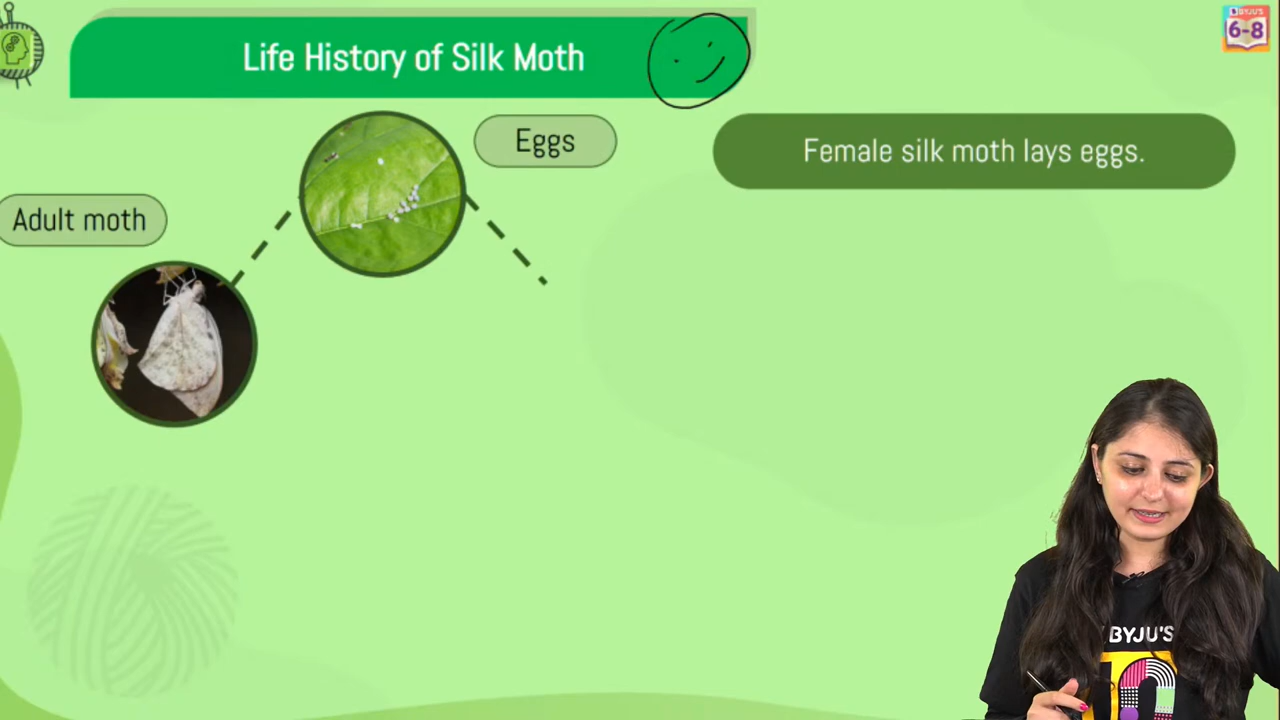 Life History of Silk Moth
BYJU'S
6-8
Eggs
Female silk moth lays eggs.
Adult moth
BYJU'S